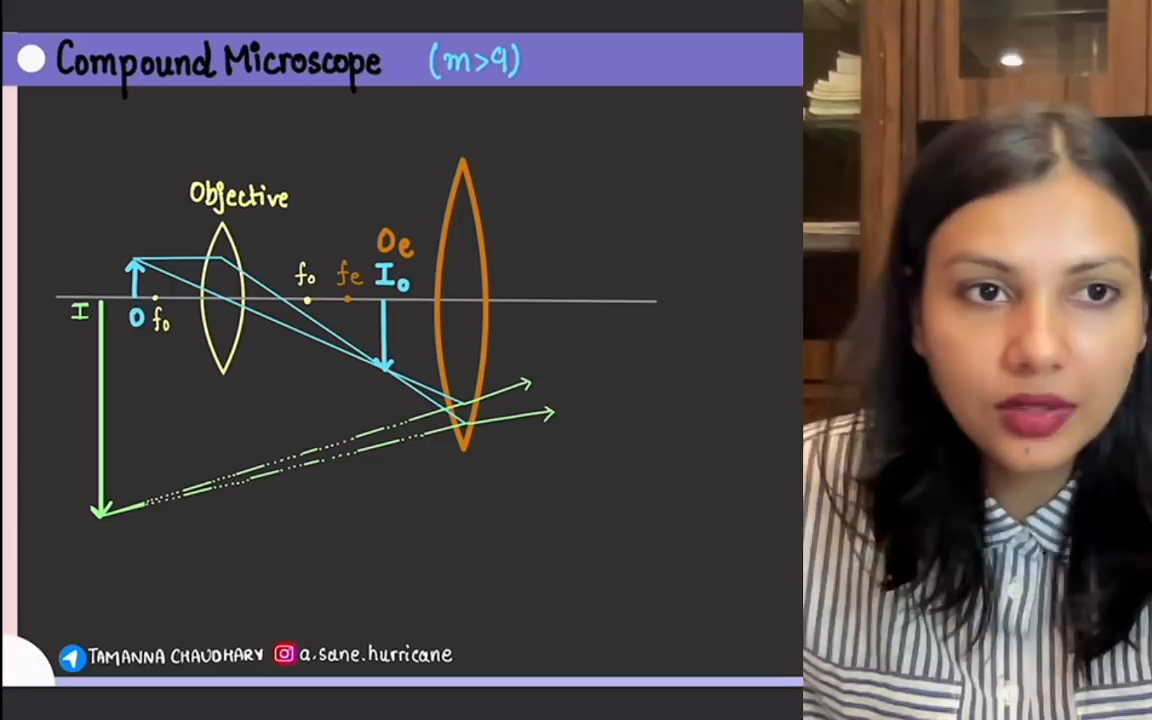 Compound Microscope (m>9)
Objective
Oe
fo fe Io
I O fo
TAMANNA CHAUDHARY a.sane.hurricane